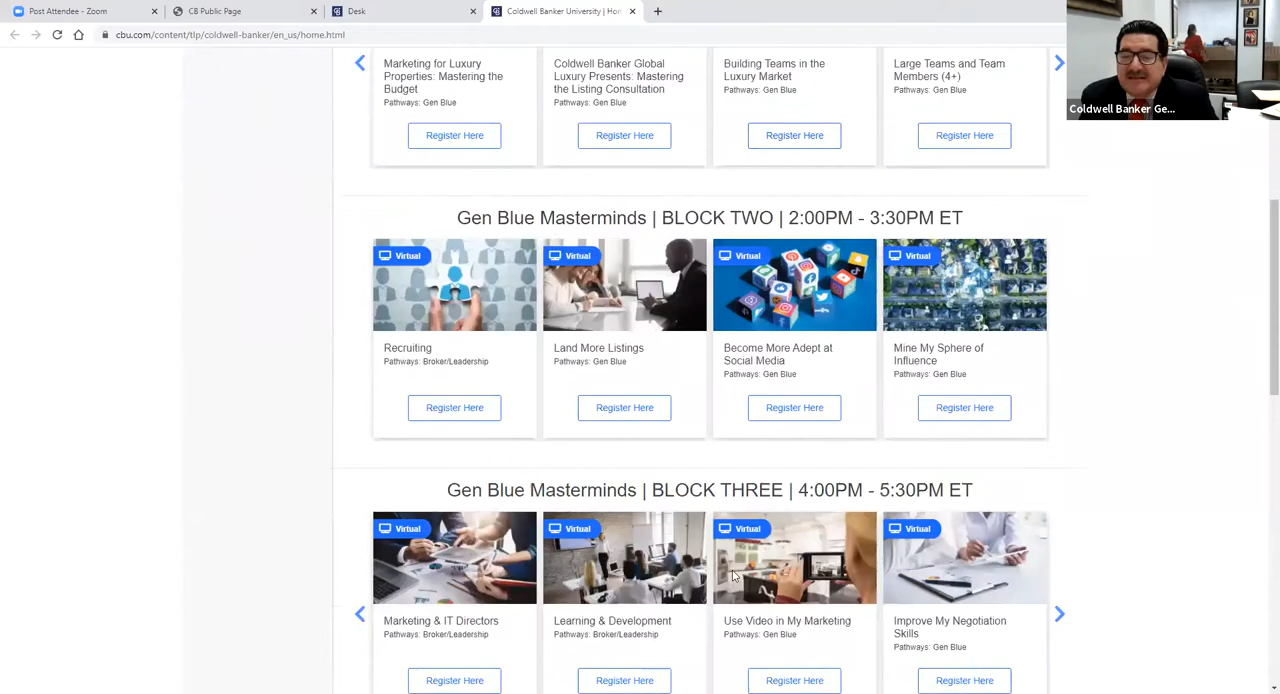 Post Attendee - Zoom
CB Public Page
Desk
Coldwell Banker University | Hon
cbu.com/content/tlp/coldwell-banker/en_us/home.html
Coldwell Banker Ge...
Marketing for Luxury
Properties: Mastering the
Budget
Pathways: Gen Blue
Register Here
Coldwell Banker Global
Luxury Presents: Mastering
the Listing Consultation
Pathways: Gen Blue
Register Here
Building Teams in the
Luxury Market
Pathways: Gen Blue
Register Here
Large Teams and Team
Members (4+)
Pathways: Gen Blue
Register Here
Gen Blue Masterminds | BLOCK TWO | 2:00PM - 3:30PM ET
Virtual
Recruiting
Pathways: Broker/Leadership
Register Here
Virtual
Land More Listings
Pathways: Gen Blue
Register Here
Virtual
Become More Adept at
Social Media
Pathways: Gen Blue
Register Here
Virtual
Mine My Sphere of
Influence
Pathways: Gen Blue
Register Here
Gen Blue Masterminds | BLOCK THREE | 4:00PM - 5:30PM ET
Virtual
Marketing & IT Directors
Pathways: Broker/Leadership
Register Here
Virtual
Learning & Development
Pathways: Broker/Leadership
Register Here
Virtual
Use Video in My Marketing
Pathways: Gen Blue
Register Here
Virtual
Improve My Negotiation
Skills
Pathways: Gen Blue
Register Here